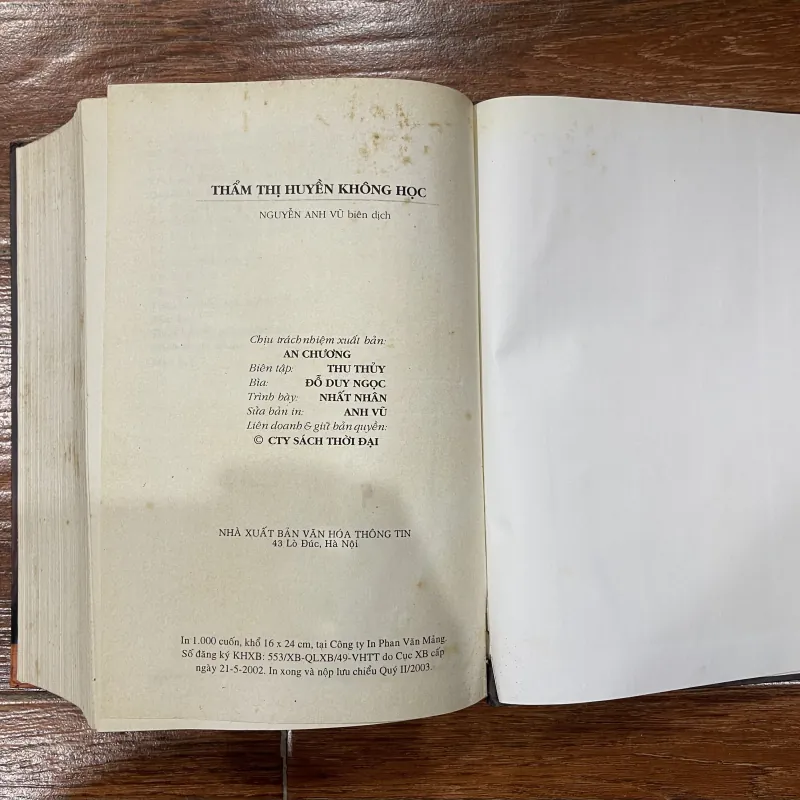 THẨM THỊ HUYỀN KHÔNG HỌC
NGUYỄN ANH VŨ biên dịch
Chịu trách nhiệm xuất bản:
AN CHƯƠNG
Biên tập: THU THỦY
Bìa: ĐỖ DUY NGỌC
Trình bày: NHẤT NHÂN
Sửa bản in: ANH VŨ
Liên doanh & giữ bản quyền:
© CTY SÁCH THỜI ĐẠI
NHÀ XUẤT BẢN VĂN HÓA THÔNG TIN
43 Lò Đúc, Hà Nội
In 1.000 cuốn, khổ 16 x 24 cm, tại Công ty In Phan Văn Mảng.
Số đăng ký KHXB: 553/XB-QLXB/49-VHTT do Cục XB cấp
ngày 21-5-2002. In xong và nộp lưu chiểu Quý II/2003.